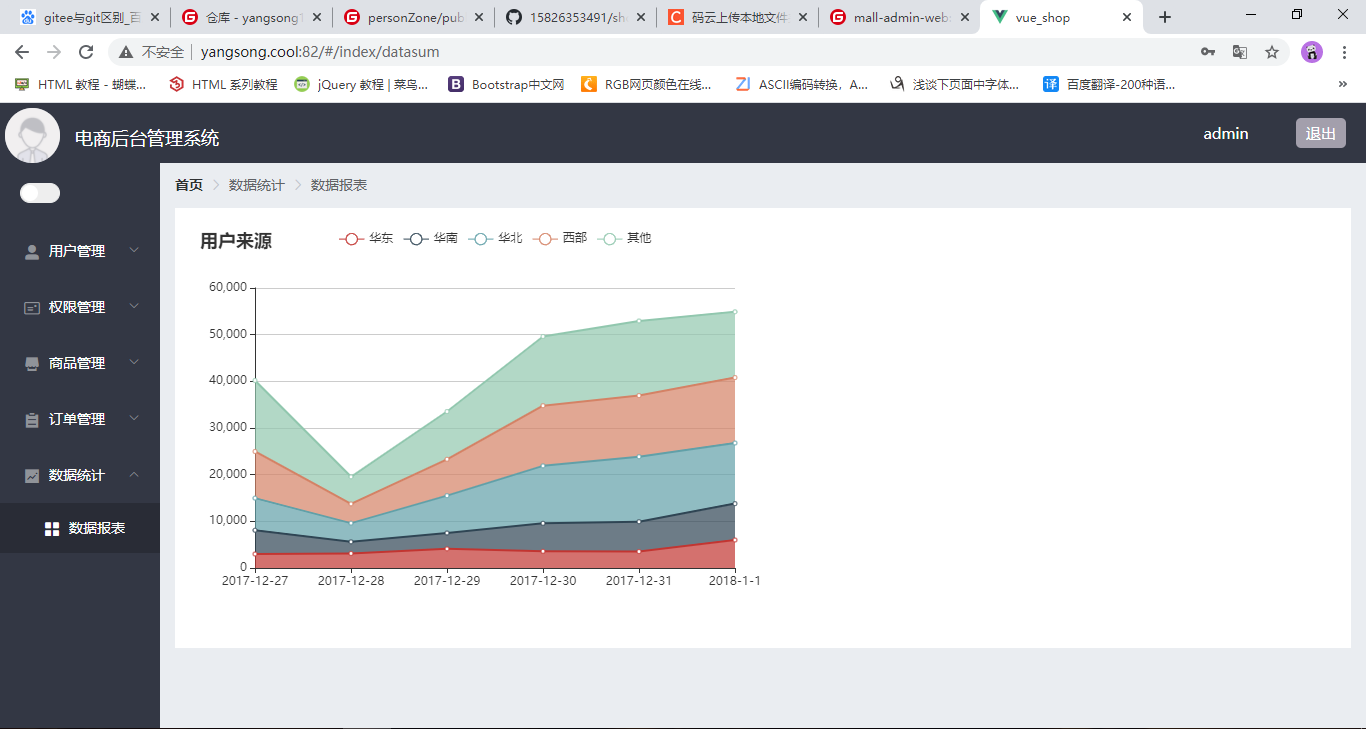 gitee与git区别_百
仓库 - yangsong1
personZone/pub
15826353491/sh
码云上传本地文件
mall-admin-web
vue_shop
不安全 yangsong.cool:82/#/index/datasum
HTML 教程 - 蝴蝶...
HTML 系列教程
jQuery 教程 | 菜鸟...
Bootstrap中文网
RGB网页颜色在线...
ASCII编码转换，A...
浅谈下页面中字体...
百度翻译-200种语...
电商后台管理系统
admin
退出
首页 数据统计 数据报表
用户管理
权限管理
商品管理
订单管理
数据统计
数据报表
用户来源
华东 华南 华北 西部 其他
60,000
50,000
40,000
30,000
20,000
10,000
0
2017-12-27 2017-12-28 2017-12-29 2017-12-30 2017-12-31 2018-1-1